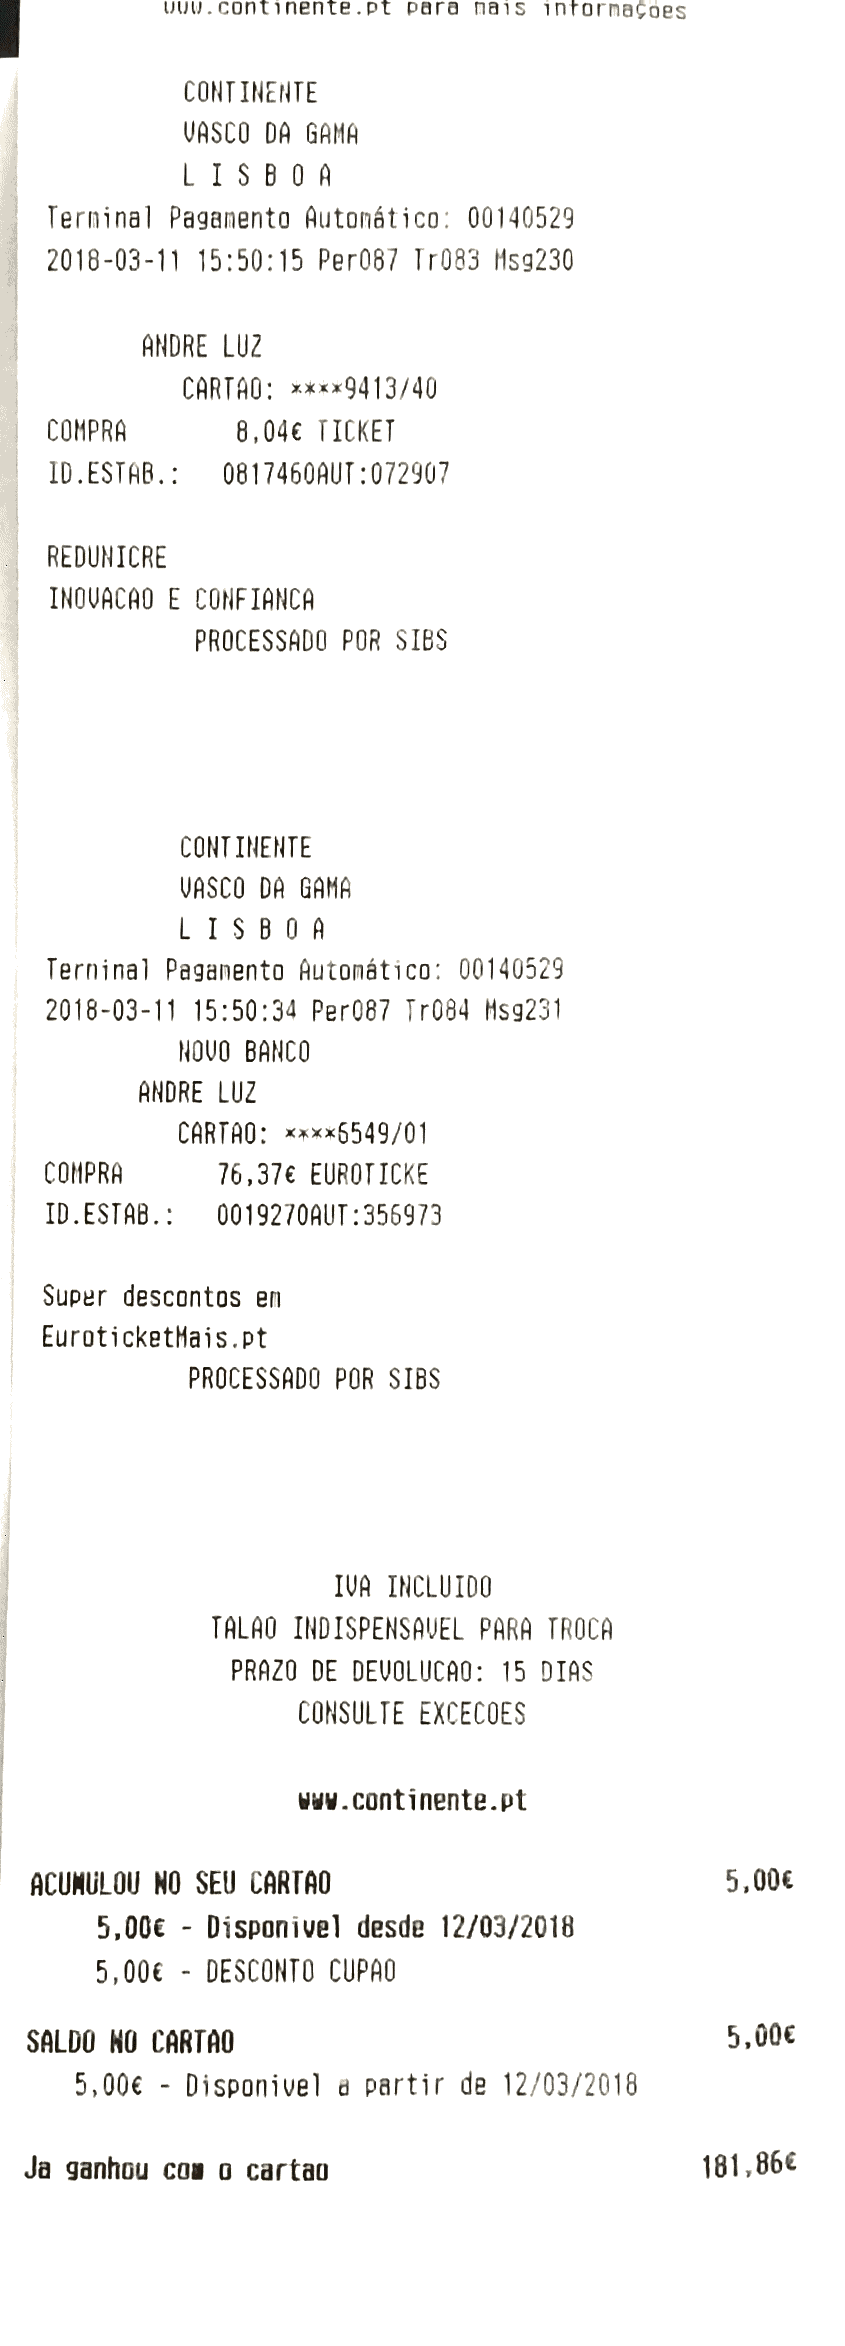 www.continente.pt para mais informações
CONTINENTE
VASCO DA GAMA
L I S B O A
Terminal Pagamento Automático: 00140529
2018-03-11 15:50:15 Per087 Tr083 Msg230
ANDRE LUZ
CARTAO: ****9413/40
COMPRA 8,04€ TICKET
ID.ESTAB.: 0817460AUT:072907
REDUNICRE
INOVACAO E CONFIANCA
PROCESSADO POR SIBS
CONTINENTE
VASCO DA GAMA
L I S B O A
Terminal Pagamento Automático: 00140529
2018-03-11 15:50:34 Per087 Tr084 Msg231
NOVO BANCO
ANDRE LUZ
CARTAO: ****6549/01
COMPRA 76,37€ EUROTICKE
ID.ESTAB.: 0019270AUT:356973
Super descontos em
EuroticketMais.pt
PROCESSADO POR SIBS
IVA INCLUIDO
TALAO INDISPENSAVEL PARA TROCA
PRAZO DE DEVOLUCAO: 15 DIAS
CONSULTE EXCECOES
www.continente.pt
ACUMULOU NO SEU CARTAO 5,00€
5,00€ - Disponivel desde 12/03/2018
5,00€ - DESCONTO CUPAO
SALDO NO CARTAO 5,00€
5,00€ - Disponivel a partir de 12/03/2018
Ja ganhou com o cartao 181,86€